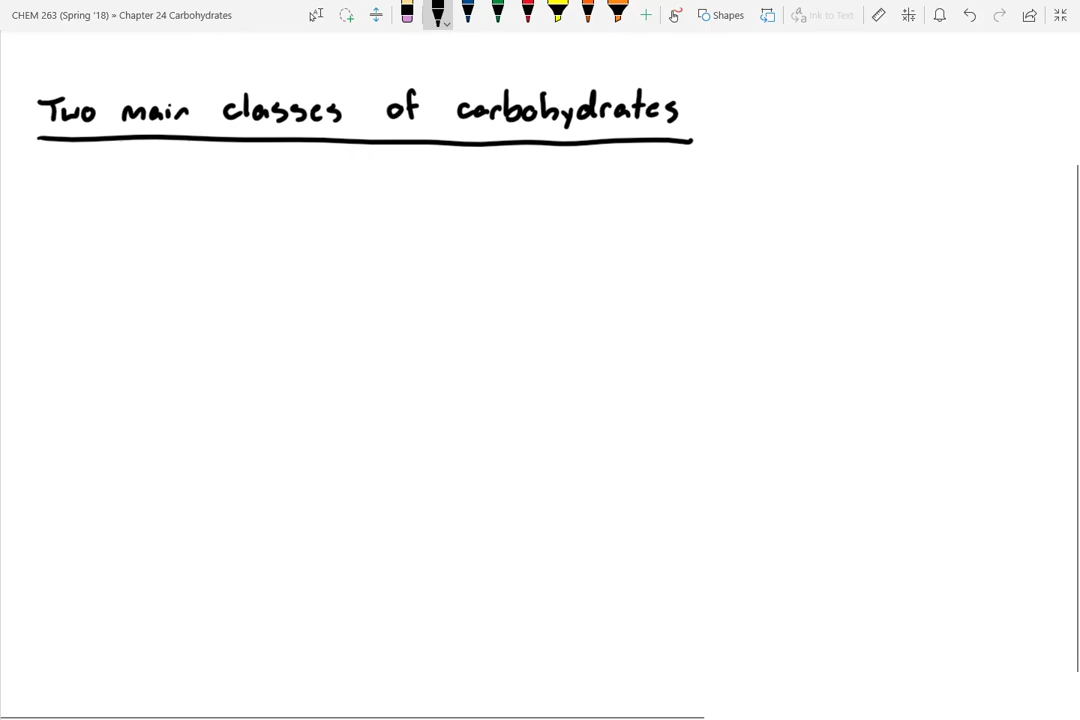 CHEM 263 (Spring '18) » Chapter 24 Carbohydrates
Shapes
Ink to Text
Two main classes of carbohydrates